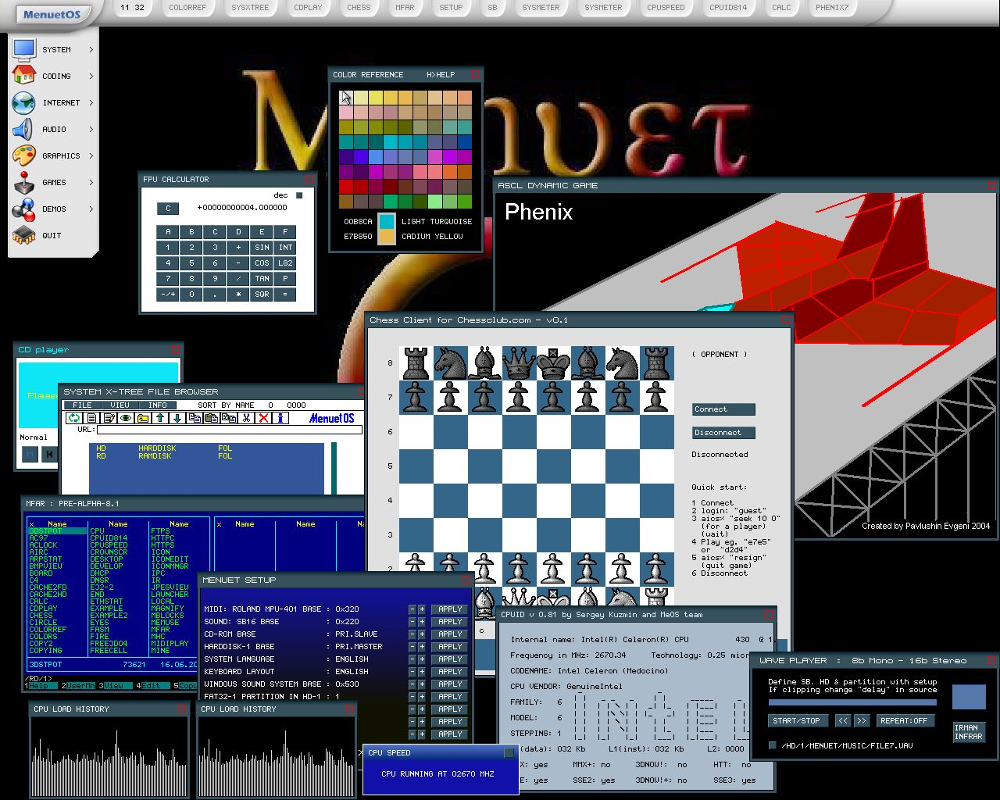 MenuetOS
11 32 COLORREF SYSXTREE CDPLAY CHESS MFAR SETUP SB SYSMETER SYSMETER CPUSPEED CPUID814 CALC PHENIX7
SYSTEM >
CODING >
INTERNET >
AUDIO >
GRAPHICS >
GAMES >
DEMOS >
QUIT
COLOR REFERENCE H>HELP
00B8CA LIGHT TURQUOISE
E7B850 CADIUM YELLOW
FPU CALCULATOR
dec
C +00000000004.000000
A B C D E F
1 2 3 + SIN INT
4 5 6 - COS LG2
7 8 9 / TAN P
-/+ 0 . * SQR =
ASCL DYNAMIC GAME
Phenix
Created by Pavlushin Evgeni 2004
Chess Client for Chessclub.com - v0.1
8
7
6
5
4
3
2
c
( OPPONENT )
Connect
Disconnect
Disconnected
Quick start:
1 Connect
2 login: "guest"
3 aics% "seek 10 0"
(for a player)
(wait)
4 Play eg. "e7e5"
or "d2d4"
5 aics% "resign"
(quit game)
6 Disconnect
CD player
Normal
M
SYSTEM X-TREE FILE BROWSER
FILE VIEW INFO SORT BY NAME 0 0000
MenuetOS
URL:
HD HARDDISK FOL
RD RAMDISK FOL
MFAR : PRE-ALPHA-8.1
x Name Name Name x Name Name
3DSTPOT CPU FTPS
AC97 CPUID814 HTTPC
ACLOCK CPUSPEED HTTPS
AIRC CROWNSCR ICON
ARPSTAT DESKTOP ICONEDIT
BMPVIEW DEVELOP ICONMNGR
BOARD DHCP IPC
C4 DNSR IR
CACHE2FD E32-2 JPEGVIEW
CACHE2HD END LAUNCHER
CALC ETHSTAT LOCAL
CDPLAY EXAMPLE MAGNIFY
CHESS EXAMPLE2 MBLOCKS
CIRCLE EYES MEMUSE
COLORREF FASM MFAR
COLORS FIRE MHC
COPY2 FREE3D04 MIDIPLAY
COPYING FREECELL MINE
3DSTPOT 73621 16.06.20
/RD/1>
1Help 2UserMn 3View 4Edit 5Copy
MENUET SETUP
MIDI: ROLAND MPU-401 BASE : 0x320 - + APPLY
SOUND: SB16 BASE : 0x220 - + APPLY
CD-ROM BASE : PRI.SLAVE - + APPLY
HARDDISK-1 BASE : PRI.MASTER - + APPLY
SYSTEM LANGUAGE : ENGLISH - + APPLY
KEYBOARD LAYOUT : ENGLISH - + APPLY
WINDOWS SOUND SYSTEM BASE : 0x530 - + APPLY
FAT32-1 PARTITION IN HD-1 : 1 - + APPLY
- + APPLY
- + APPLY
- + APPLY
CPUID v 0.81 by Sergey Kuzmin and MeOS team
Internal name: Intel(R) Celeron(R) CPU 430 @ 1.
Frequency in MHz: 2670.34 Technology: 0.25 micr
CODENAME: Intel Celeron (Medocino)
CPU VENDOR: GenuineIntel
FAMILY: 6
MODEL: 6
STEPPING: 1
(data): 032 Kb L1(inst): 032 Kb L2: 0000
X: yes MMX+: no 3DNOW!: no HTT: no
E: yes SSE2: yes 3DNOW!+: no SSE3: yes
WAVE PLAYER : 8b Mono - 16b Stereo
Define SB, HD & partition with setup
If clipping change "delay" in source
START/STOP << >> REPEAT:OFF
IRMAN
INFRAR
/HD/1/MENUET/MUSIC/FILE7.WAV
CPU LOAD HISTORY
CPU LOAD HISTORY
CPU SPEED
CPU RUNNING AT 02670 MHZ